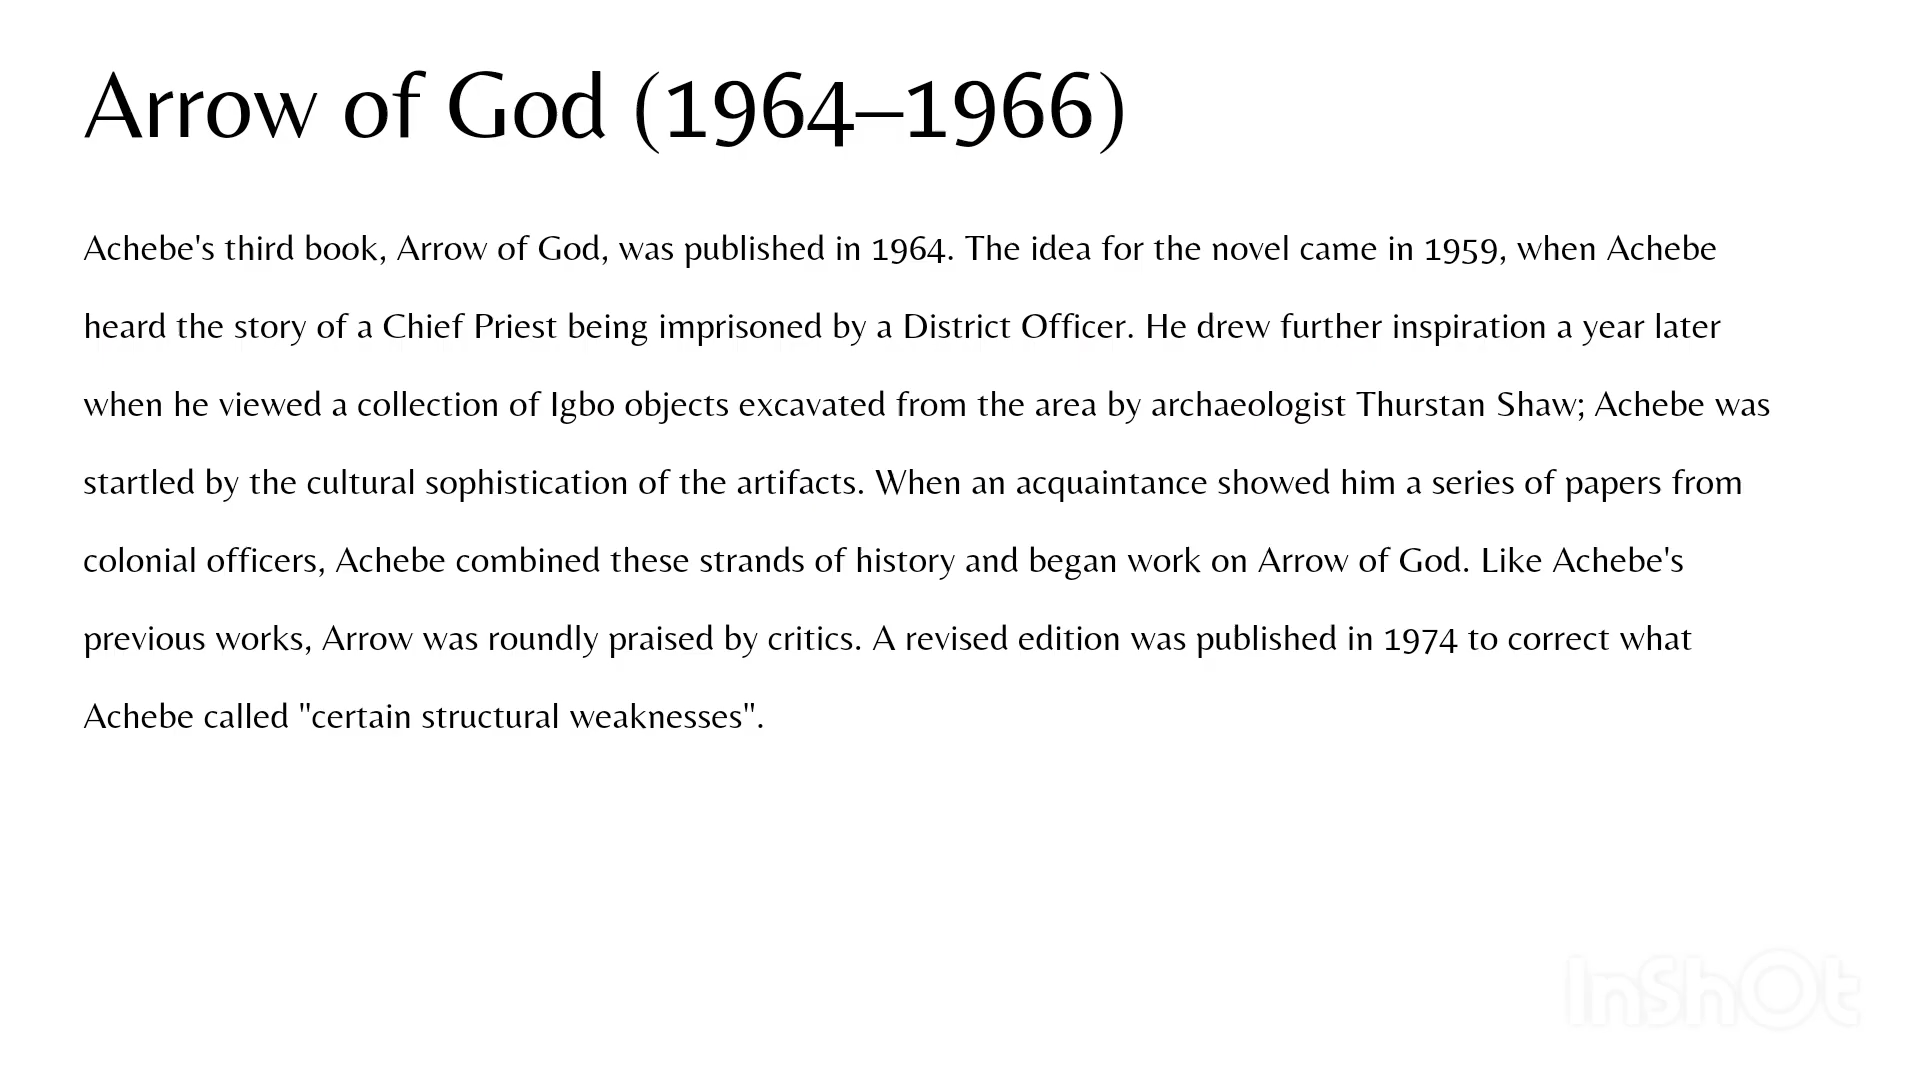 Arrow of God (1964–1966)
Achebe's third book, Arrow of God, was published in 1964. The idea for the novel came in 1959, when Achebe
heard the story of a Chief Priest being imprisoned by a District Officer. He drew further inspiration a year later
when he viewed a collection of Igbo objects excavated from the area by archaeologist Thurstan Shaw; Achebe was
startled by the cultural sophistication of the artifacts. When an acquaintance showed him a series of papers from
colonial officers, Achebe combined these strands of history and began work on Arrow of God. Like Achebe's
previous works, Arrow was roundly praised by critics. A revised edition was published in 1974 to correct what
Achebe called "certain structural weaknesses".
InShOt